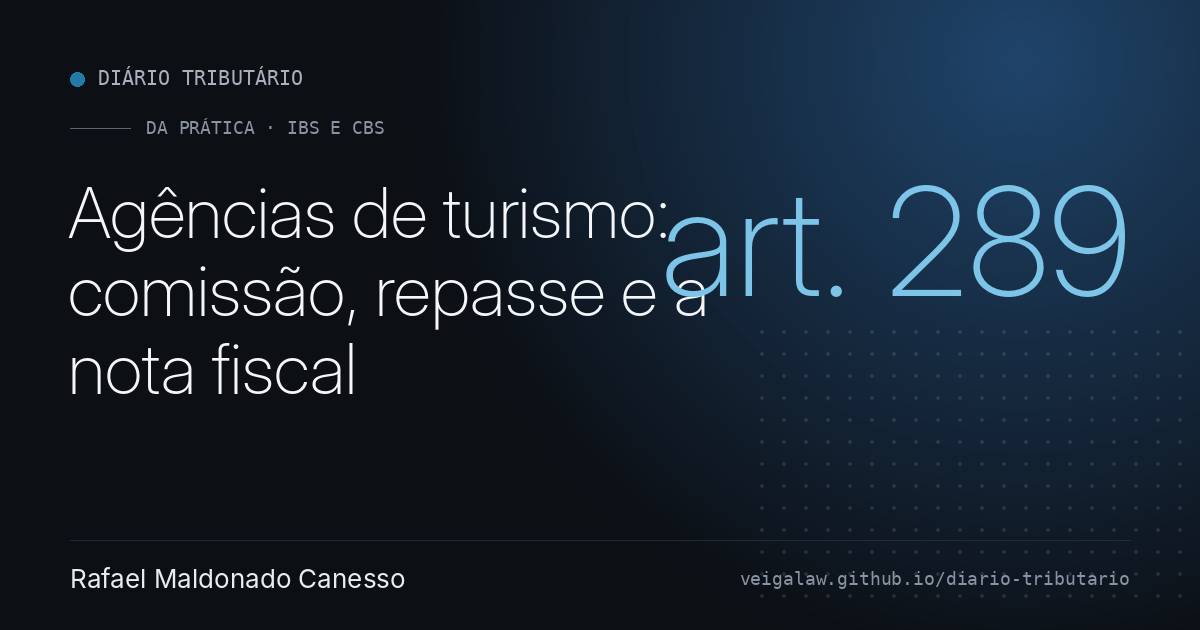 DIÁRIO TRIBUTÁRIO
DA PRÁTICA · IBS E CBS
Agências de turismo:
comissão, repasse e a
nota fiscal
art. 289
Rafael Maldonado Canesso
veigalaw.github.io/diario-tributario